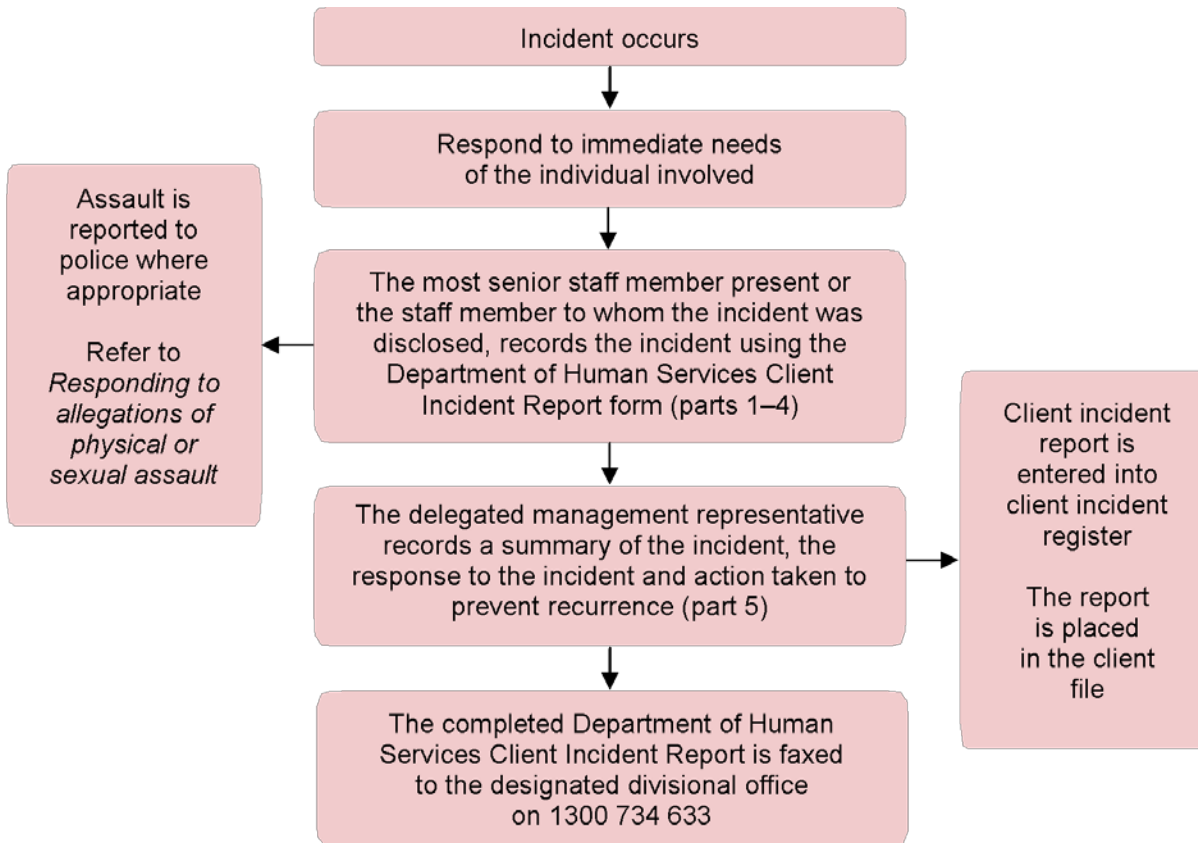 Incident occurs
Respond to immediate needs
of the individual involved
Assault is
reported to
police where
appropriate
Refer to
Responding to
allegations of
physical or
sexual assault
The most senior staff member present or
the staff member to whom the incident was
disclosed, records the incident using the
Department of Human Services Client
Incident Report form (parts 1–4)
The delegated management representative
records a summary of the incident, the
response to the incident and action taken to
prevent recurrence (part 5)
Client incident
report is
entered into
client incident
register
The report
is placed
in the client
file
The completed Department of Human
Services Client Incident Report is faxed
to the designated divisional office
on 1300 734 633